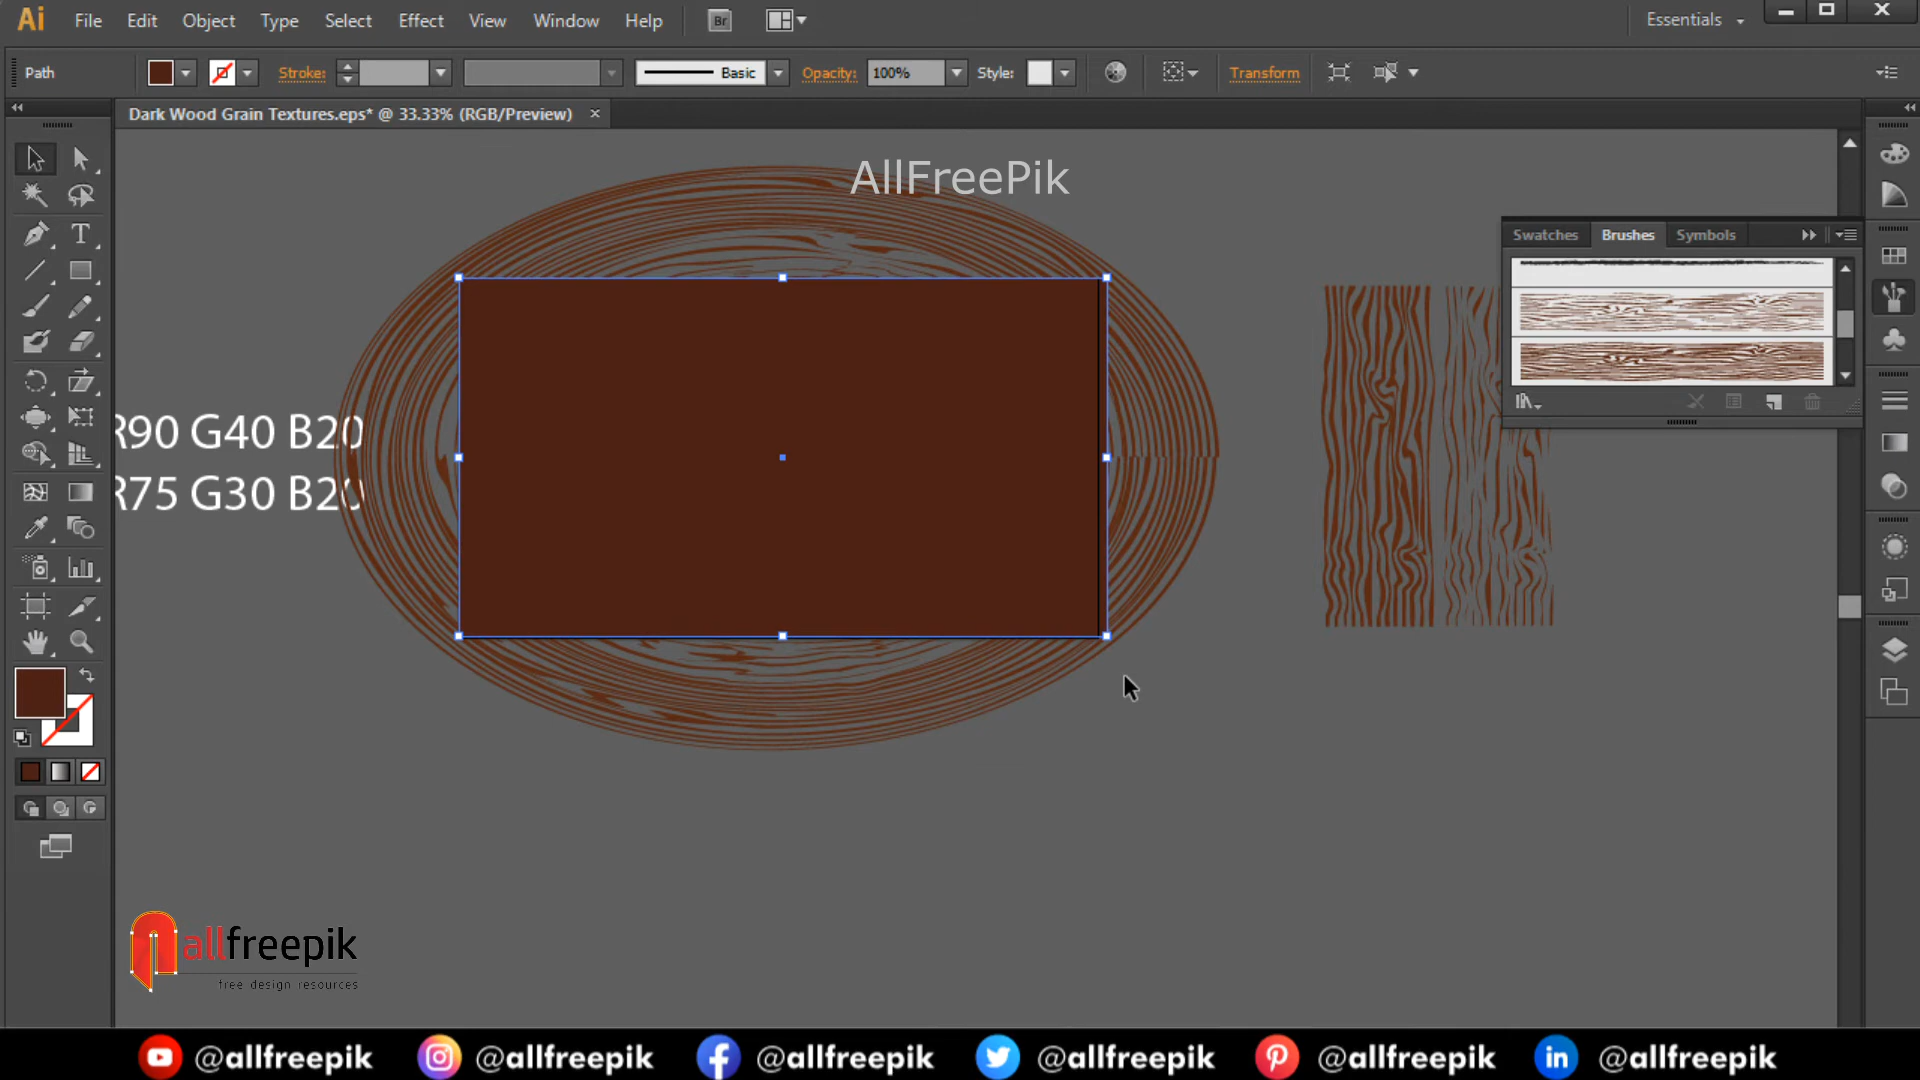 Ai File Edit Object Type Select Effect View Window Help Br Essentials
Path Stroke: Basic Opacity: 100% Style: Transform
Dark Wood Grain Textures.eps* @ 33.33% (RGB/Preview)
AllFreePik
Swatches Brushes Symbols
R90 G40 B20
R75 G30 B20
allfreepik
free design resources
@allfreepik @allfreepik @allfreepik @allfreepik @allfreepik @allfreepik